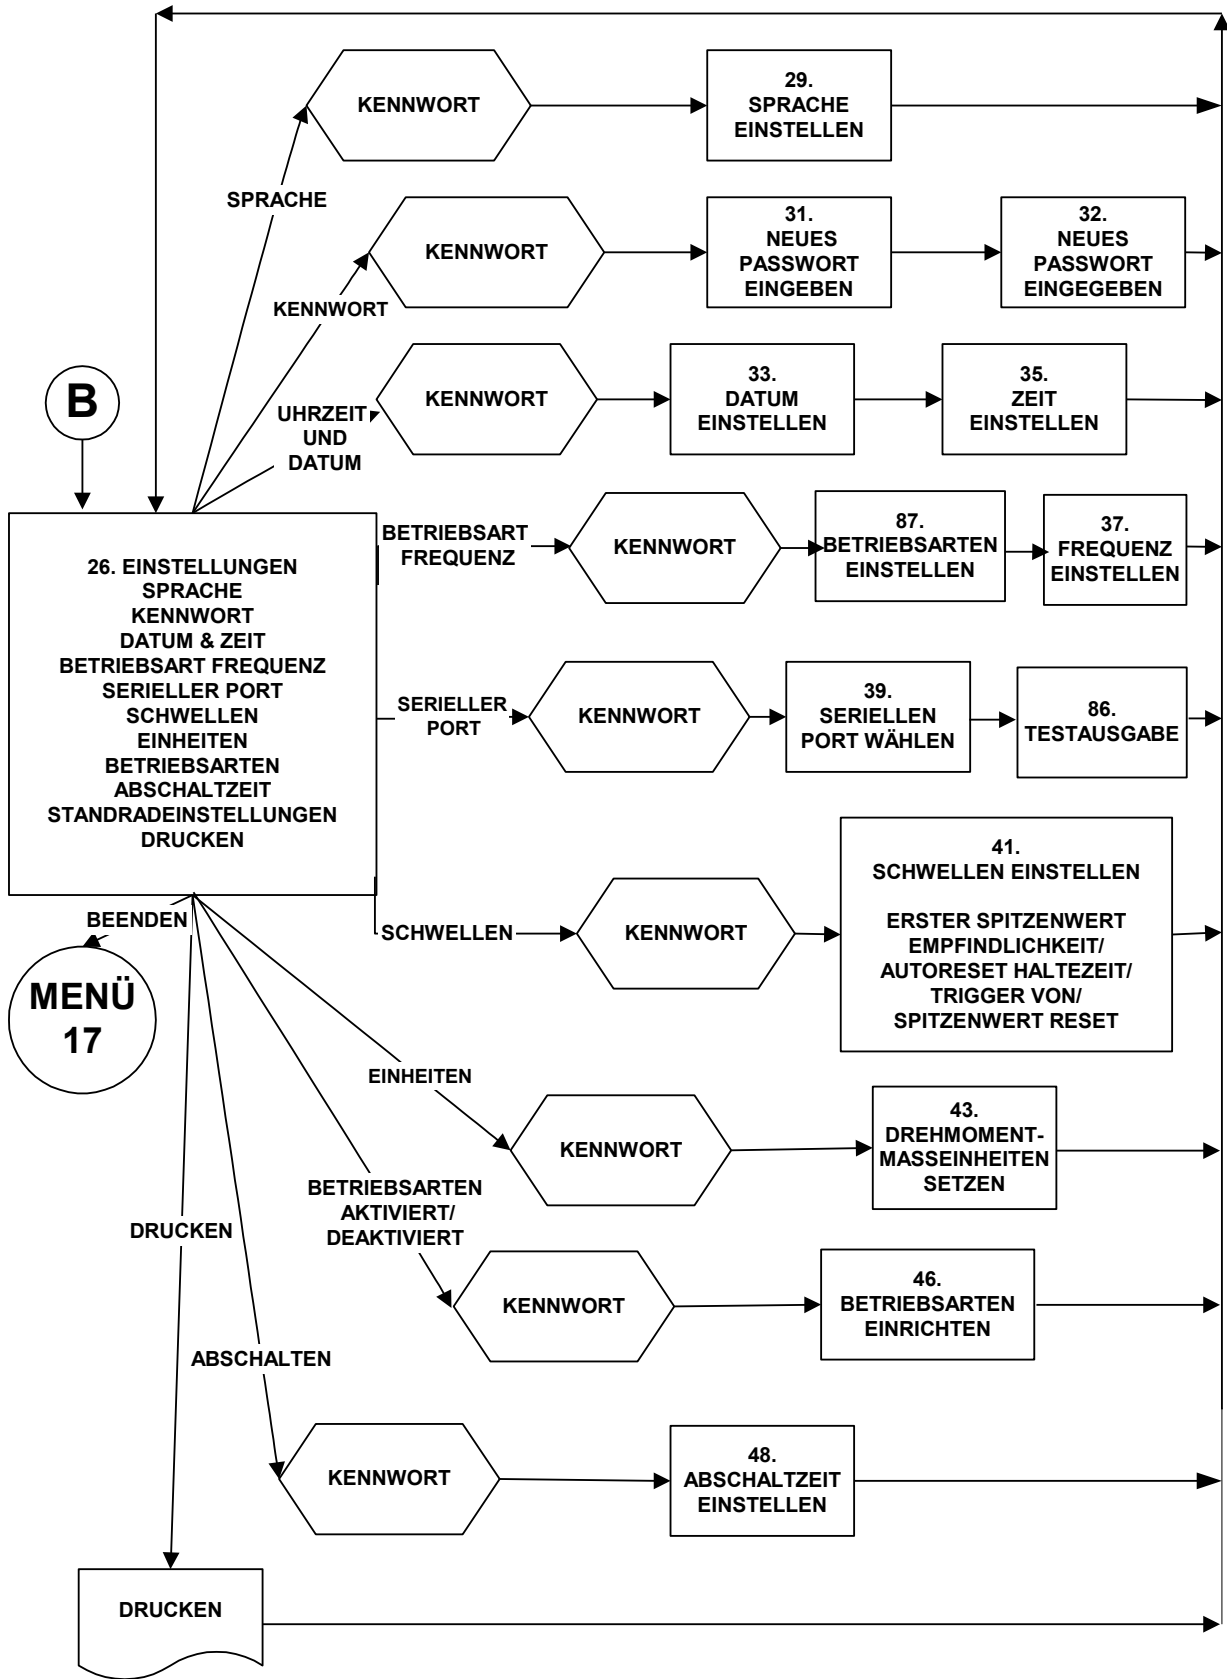 KENNWORT
29.
SPRACHE
EINSTELLEN
SPRACHE
KENNWORT
31.
NEUES
PASSWORT
EINGEBEN
32.
NEUES
PASSWORT
EINGEGEBEN
KENNWORT
B
UHRZEIT
UND
DATUM
KENNWORT
33.
DATUM
EINSTELLEN
35.
ZEIT
EINSTELLEN
26. EINSTELLUNGEN
SPRACHE
KENNWORT
DATUM & ZEIT
BETRIEBSART FREQUENZ
SERIELLER PORT
SCHWELLEN
EINHEITEN
BETRIEBSARTEN
ABSCHALTZEIT
STANDRADEINSTELLUNGEN
DRUCKEN
BETRIEBSART
FREQUENZ
KENNWORT
87.
BETRIEBSARTEN
EINSTELLEN
37.
FREQUENZ
EINSTELLEN
SERIELLER
PORT
KENNWORT
39.
SERIELLEN
PORT WÄHLEN
86.
TESTAUSGABE
BEENDEN
MENÜ
17
SCHWELLEN
KENNWORT
41.
SCHWELLEN EINSTELLEN
ERSTER SPITZENWERT
EMPFINDLICHKEIT/
AUTORESET HALTEZEIT/
TRIGGER VON/
SPITZENWERT RESET
EINHEITEN
KENNWORT
43.
DREHMOMENT-
MASSEINHEITEN
SETZEN
BETRIEBSARTEN
AKTIVIERT/
DEAKTIVIERT
KENNWORT
46.
BETRIEBSARTEN
EINRICHTEN
DRUCKEN
ABSCHALTEN
KENNWORT
48.
ABSCHALTZEIT
EINSTELLEN
DRUCKEN